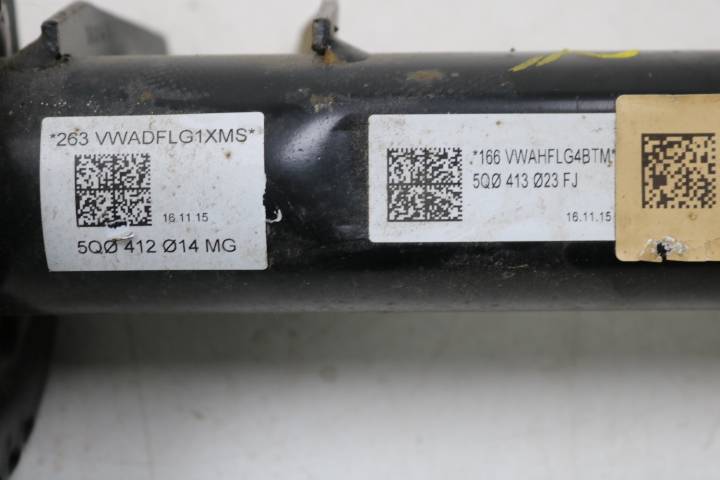 *263 VWADFLG1XMS*
16.11.15
5QØ 412 Ø14 MG
*166 VWAHFLG4BTM*
5QØ 413 Ø23 FJ
16.11.15